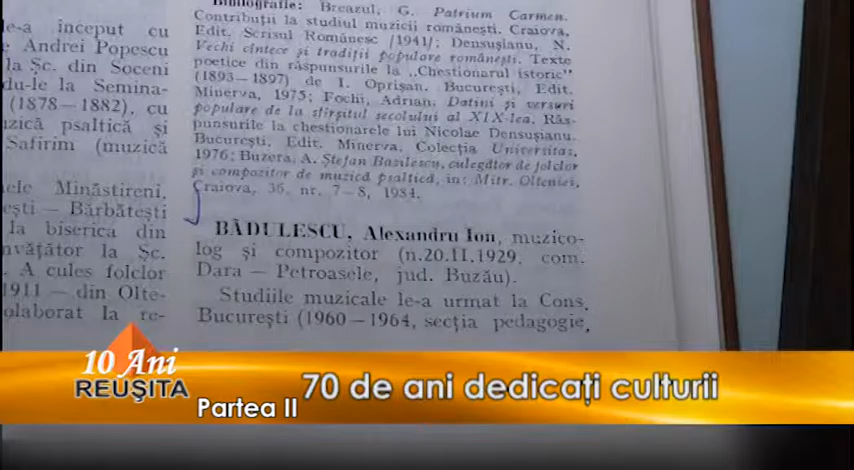 le-a început cu
e Andrei Popescu
la Şc. din Soceni
du-le la Semina-
(1878—1882), cu
uzică psaltică şi
Safirim (muzică
ele Minăstireni,
eşti — Bărbăteşti
la biserica din
nvăţător la Şc.
. A cules folclor
1911 — din Olte-
olaborat la re-
Bibliografie: Breazul, G. Patrium Carmen.
Contribuţii la studiul muzicii româneşti. Craiova,
Edit. Scrisul Românesc /1941/; Densuşianu, N.
Vechi cîntece şi tradiţii populare româneşti. Texte
poetice din răspunsurile la „Chestionarul istoric"
(1893—1897) de I. Oprişan. Bucureşti, Edit.
Minerva, 1975; Fochi, Adrian. Datini şi versuri
populare de la sfîrşitul secolului al XIX-lea. Răs-
punsurile la chestionarele lui Nicolae Densuşianu.
Bucureşti, Edit. Minerva, Colecţia Universitas,
1976; Buzera, A. Ştefan Basilescu, culegător de folclor
şi compozitor de muzică psaltică, în: Mitr. Olteniei,
Craiova, 36, nr. 7—8, 1984.
BĂDULESCU, Alexandru Ion, muzico-
log şi compozitor (n.20.II.1929, com.
Dara — Petroasele, jud. Buzău).
Studiile muzicale le-a urmat la Cons.
Bucureşti (1960—1964, secţia pedagogie,
10 Ani
REUŞITA
Partea II
70 de ani dedicați culturii